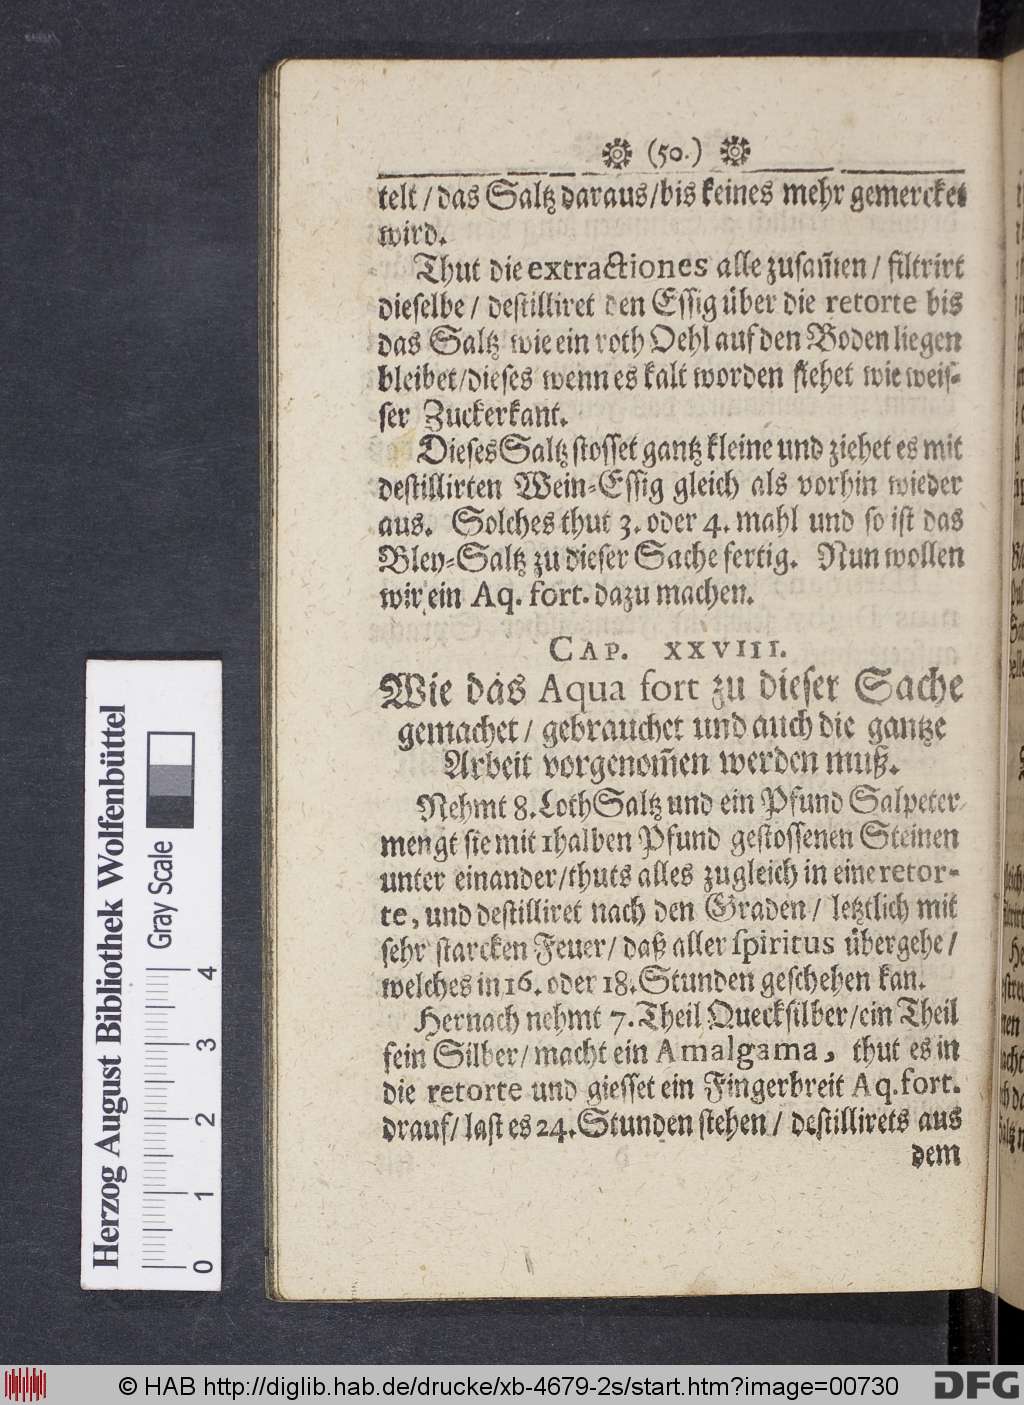 (50.)
telt / das Saltz daraus / bis keines mehr gemercket
wird.
Thut die extractiones alle zusam̃en / filtrirt
dieselbe / destilliret den Essig über die retorte bis
das Saltz wie ein roth Oehl auf den Boden liegen
bleibet / dieses wenn es kalt worden siehet wie weis-
ser Zuckerkant.
Dieses Saltz stosset gantz kleine und ziehet es mit
destillirten Wein-Essig gleich als vorhin wieder
aus. Solches thut 3. oder 4. mahl und so ist das
Bley-Saltz zu dieser Sache fertig. Nun wollen
wir ein Aq. fort. dazu machen.
CAP. XXVIII.
Wie das Aqua fort zu dieser Sache
gemachet / gebrauchet und auch die gantze
Arbeit vorgenom̃en werden muß.
Nehmt 8. Loth Saltz und ein Pfund Salpeter
mengt sie mit 1 halben Pfund gestossenen Steinen
unter einander / thuts alles zugleich in eine retor-
te, und destilliret nach den Graden / letztlich mit
sehr starcken Feuer / daß aller spiritus übergehe /
welches in 16. oder 18. Stunden geschehen kan.
Hernach nehmt 7. Theil Quecksilber / ein Theil
fein Silber / macht ein Amalgama, thut es in
die retorte und giesset ein Fingerbreit Aq. fort.
drauf / last es 24. Stunden stehen / destillirets aus
dem
Herzog August Bibliothek Wolfenbüttel
Gray Scale
0 1 2 3 4
© HAB http://diglib.hab.de/drucke/xb-4679-2s/start.htm?image=00730
DFG